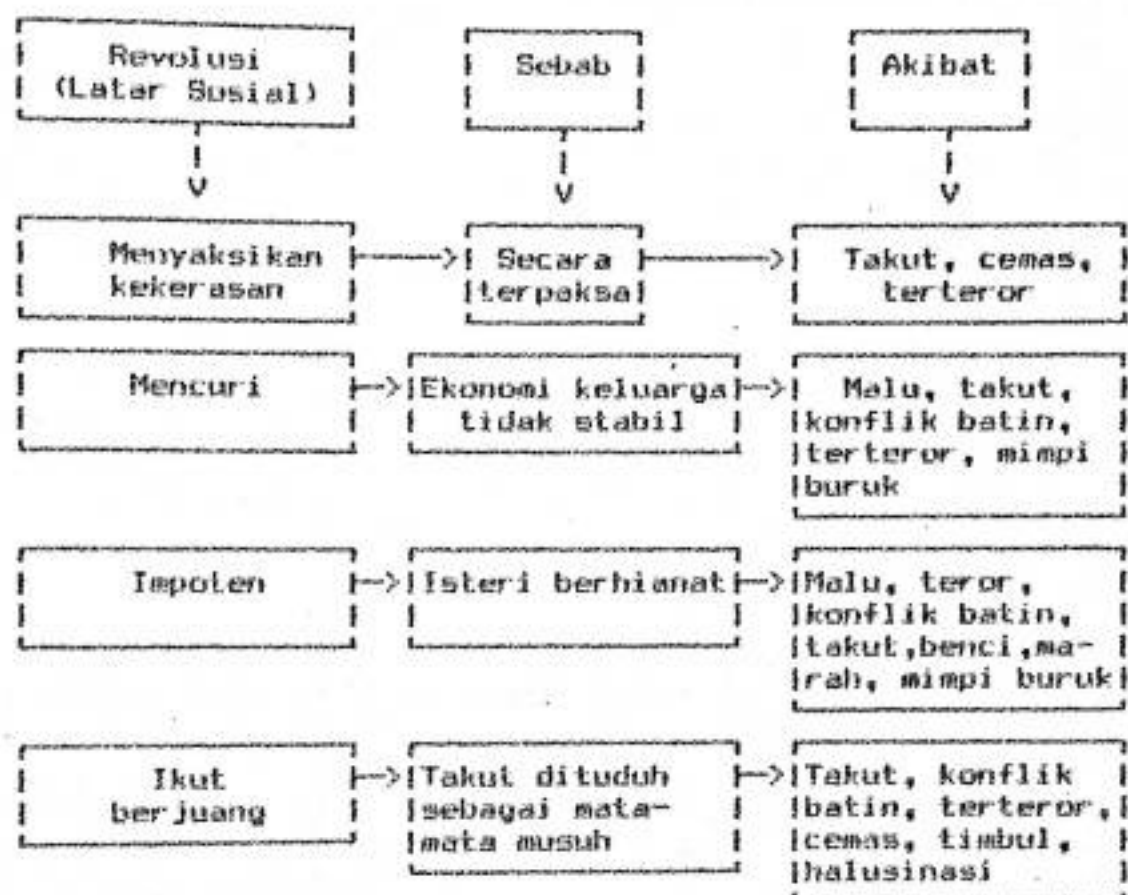 Revolusi
(Latar Sosial)
Sebab
Akibat
Menyaksikan
kekerasan
Secara
terpaksa
Takut, cemas,
terteror
Mencuri
Ekonomi keluarga
tidak stabil
Malu, takut,
konflik batin,
terteror, mimpi
buruk
Impoten
Isteri berhianat
Malu, teror,
konflik batin,
takut,benci,ma-
rah, mimpi buruk
Ikut
berjuang
Takut dituduh
sebagai mata-
mata musuh
Takut, konflik
batin, terteror,
cemas, timbul,
halusinasi